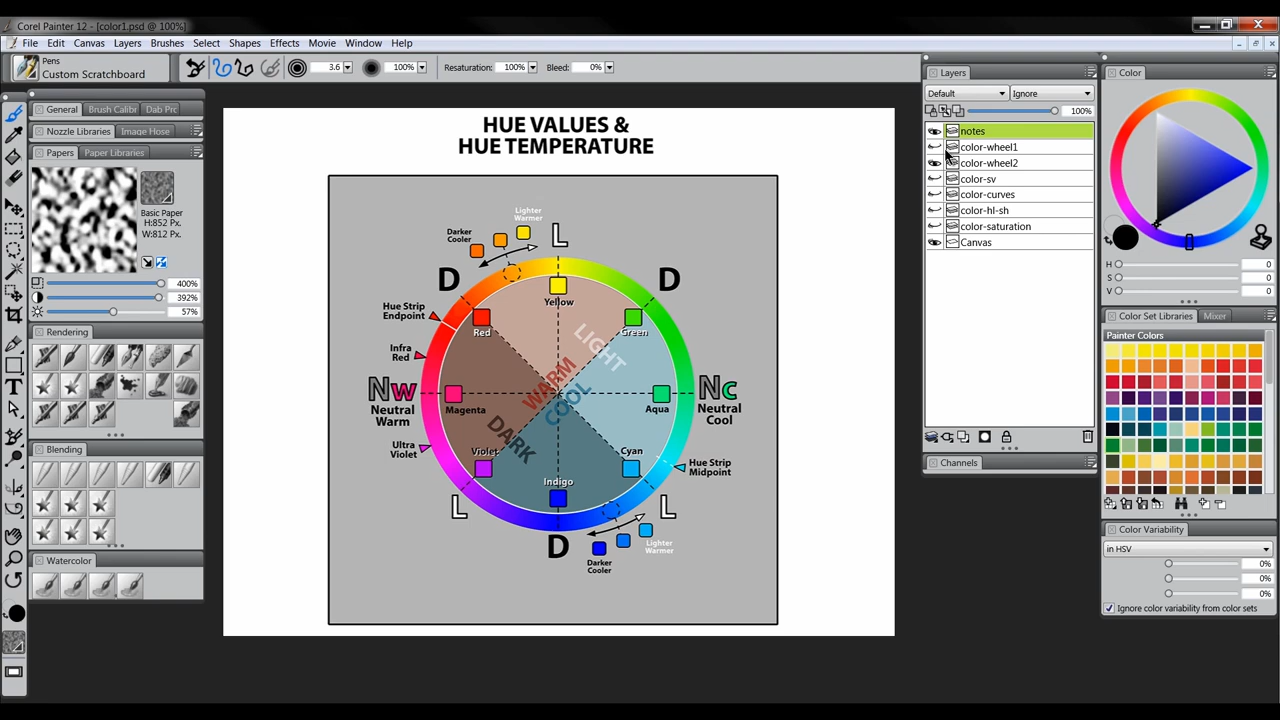 Corel Painter 12 - [color1.psd @ 100%]
File Edit Canvas Layers Brushes Select Shapes Effects Movie Window Help
Pens
Custom Scratchboard
3.6 100% Resaturation: 100% Bleed: 0%
General Brush Calibr Dab Pro
Nozzle Libraries Image Hose
Papers Paper Libraries
Basic Paper
H:852 Px.
W:812 Px.
400%
392%
57%
Rendering
Blending
Watercolor
HUE VALUES &
HUE TEMPERATURE
Lighter
Warmer
Darker
Cooler
L
D
D
Yellow
Hue Strip
Endpoint
Red
Green
LIGHT
Infra
Red
WARM
COOL
Nw
Neutral
Warm
Magenta
Aqua
Nc
Neutral
Cool
DARK
Ultra
Violet
Violet
Cyan
Hue Strip
Midpoint
Indigo
L
L
D
Lighter
Warmer
Darker
Cooler
Layers
Default Ignore
100%
notes
color-wheel1
color-wheel2
color-sv
color-curves
color-hl-sh
color-saturation
Canvas
Channels
Color
H 0
S 0
V 0
Color Set Libraries Mixer
Painter Colors
Color Variability
in HSV
0%
0%
0%
Ignore color variability from color sets